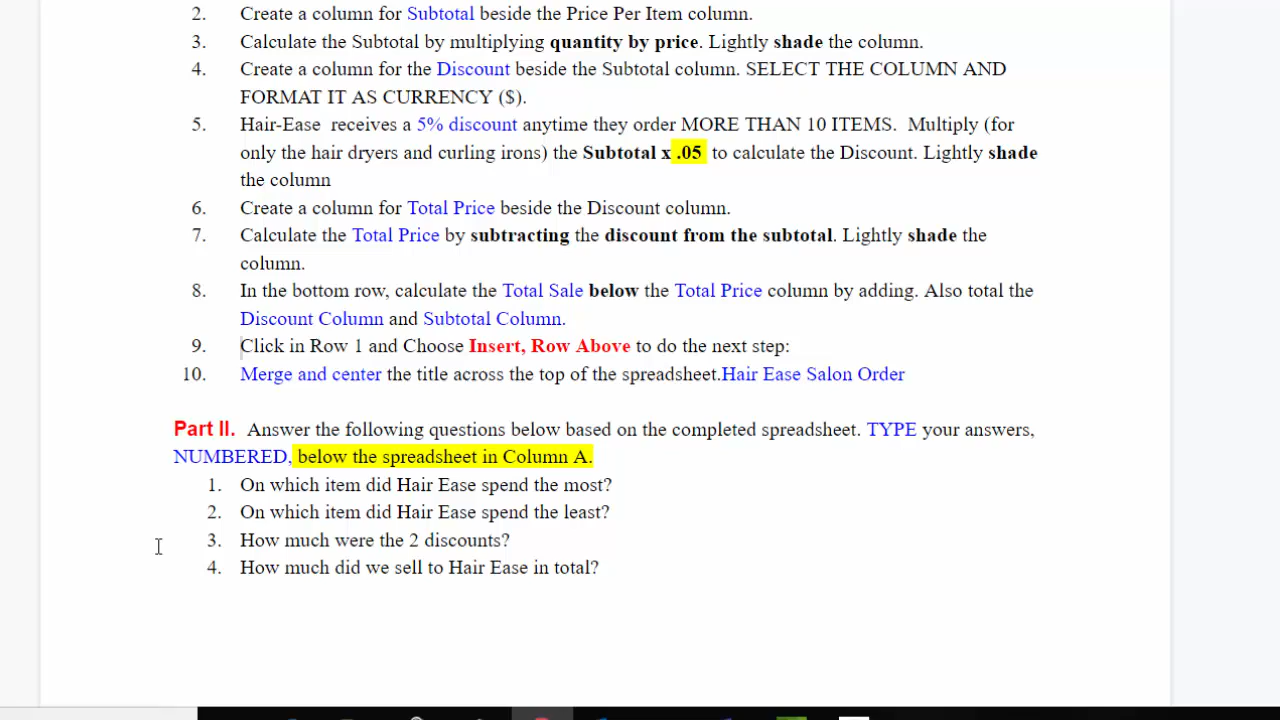 2. Create a column for Subtotal beside the Price Per Item column.
3. Calculate the Subtotal by multiplying quantity by price. Lightly shade the column.
4. Create a column for the Discount beside the Subtotal column. SELECT THE COLUMN AND
FORMAT IT AS CURRENCY ($).
5. Hair-Ease  receives a 5% discount anytime they order MORE THAN 10 ITEMS.  Multiply (for
only the hair dryers and curling irons) the Subtotal x .05  to calculate the Discount. Lightly shade
the column
6. Create a column for Total Price beside the Discount column.
7. Calculate the Total Price by subtracting the discount from the subtotal. Lightly shade the
column.
8. In the bottom row, calculate the Total Sale below the Total Price column by adding. Also total the
Discount Column and Subtotal Column.
9. Click in Row 1 and Choose Insert, Row Above to do the next step:
10. Merge and center the title across the top of the spreadsheet.Hair Ease Salon Order
Part II.  Answer the following questions below based on the completed spreadsheet. TYPE your answers,
NUMBERED, below the spreadsheet in Column A.
1. On which item did Hair Ease spend the most?
2. On which item did Hair Ease spend the least?
3. How much were the 2 discounts?
4. How much did we sell to Hair Ease in total?